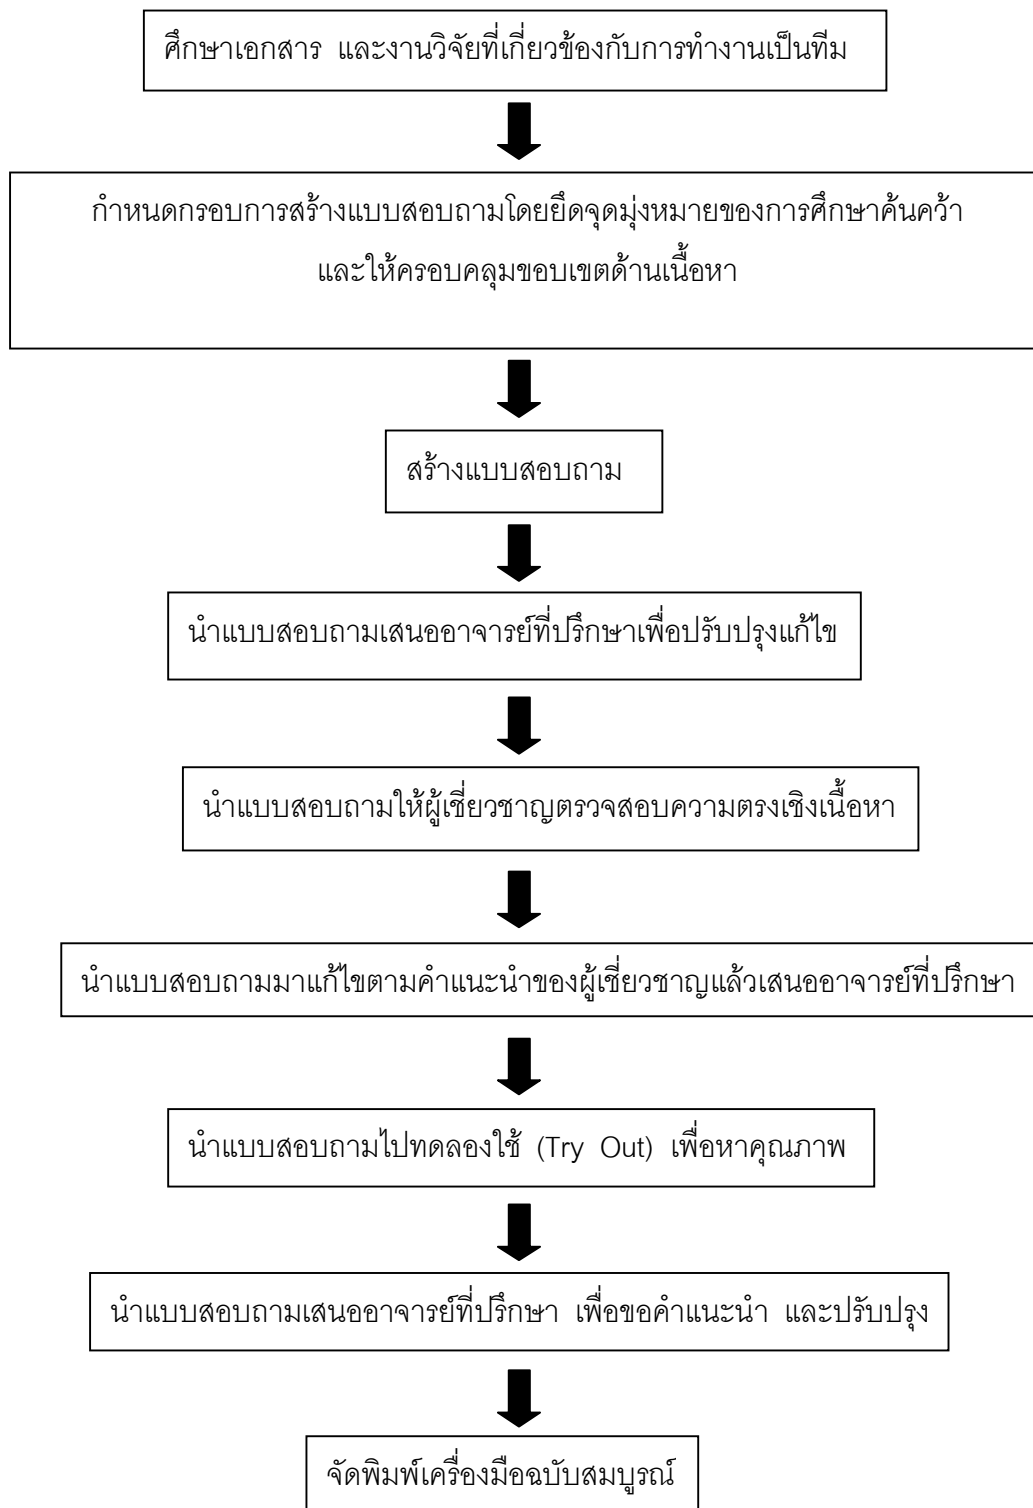 ศึกษาเอกสาร และงานวิจัยที่เกี่ยวข้องกับการทำงานเป็นทีม
กำหนดกรอบการสร้างแบบสอบถามโดยยึดจุดมุ่งหมายของการศึกษาค้นคว้า
และให้ครอบคลุมขอบเขตด้านเนื้อหา
สร้างแบบสอบถาม
นำแบบสอบถามเสนออาจารย์ที่ปรึกษาเพื่อปรับปรุงแก้ไข
นำแบบสอบถามให้ผู้เชี่ยวชาญตรวจสอบความตรงเชิงเนื้อหา
นำแบบสอบถามมาแก้ไขตามคำแนะนำของผู้เชี่ยวชาญแล้วเสนออาจารย์ที่ปรึกษา
นำแบบสอบถามไปทดลองใช้ (Try Out) เพื่อหาคุณภาพ
นำแบบสอบถามเสนออาจารย์ที่ปรึกษา เพื่อขอคำแนะนำ และปรับปรุง
จัดพิมพ์เครื่องมือฉบับสมบูรณ์